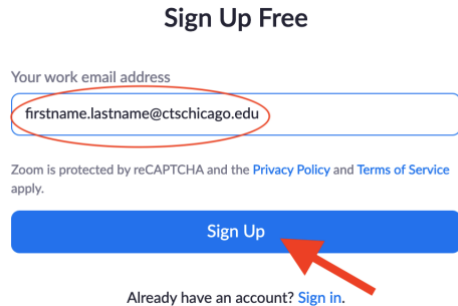 Sign Up Free
Your work email address
firstname.lastname@ctschicago.edu
Zoom is protected by reCAPTCHA and the Privacy Policy and Terms of Service
apply.
Sign Up
Already have an account? Sign in.